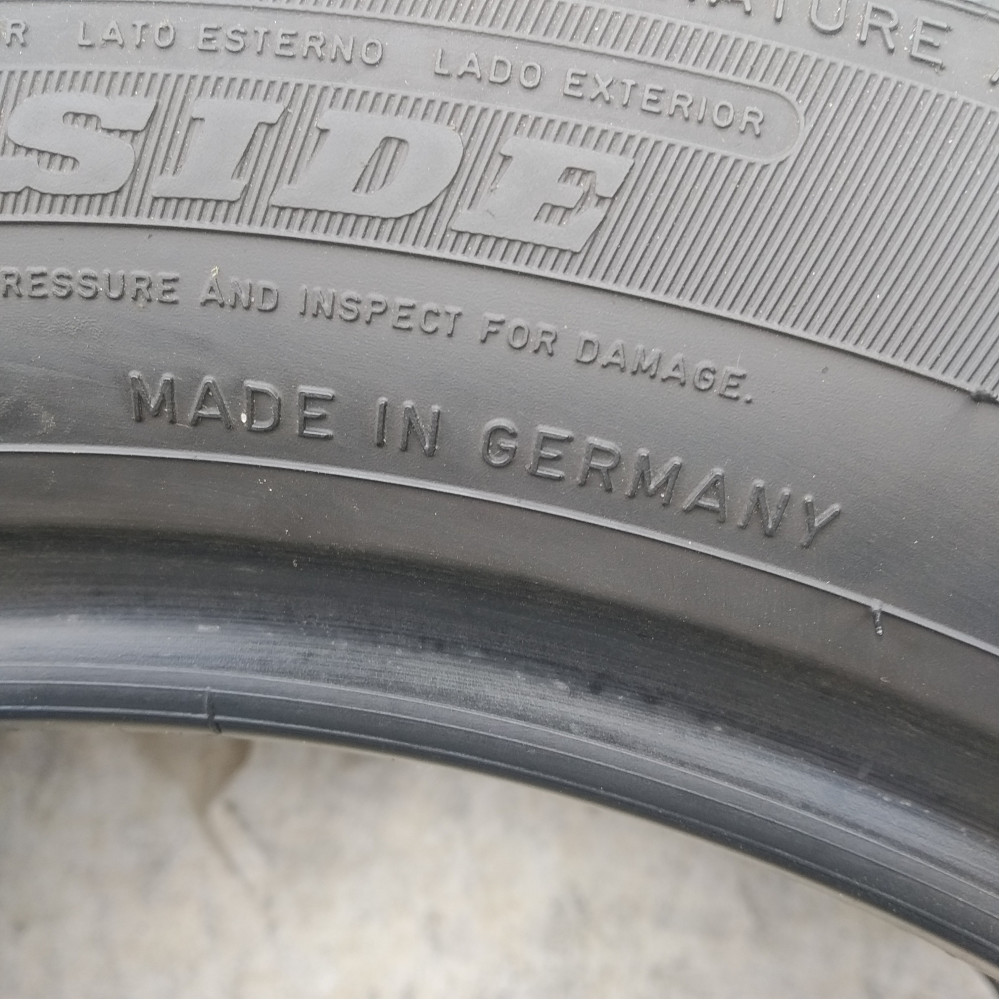 LATO ESTERNO LADO EXTERIOR
SIDE
RESSURE AND INSPECT FOR DAMAGE.
MADE IN GERMANY